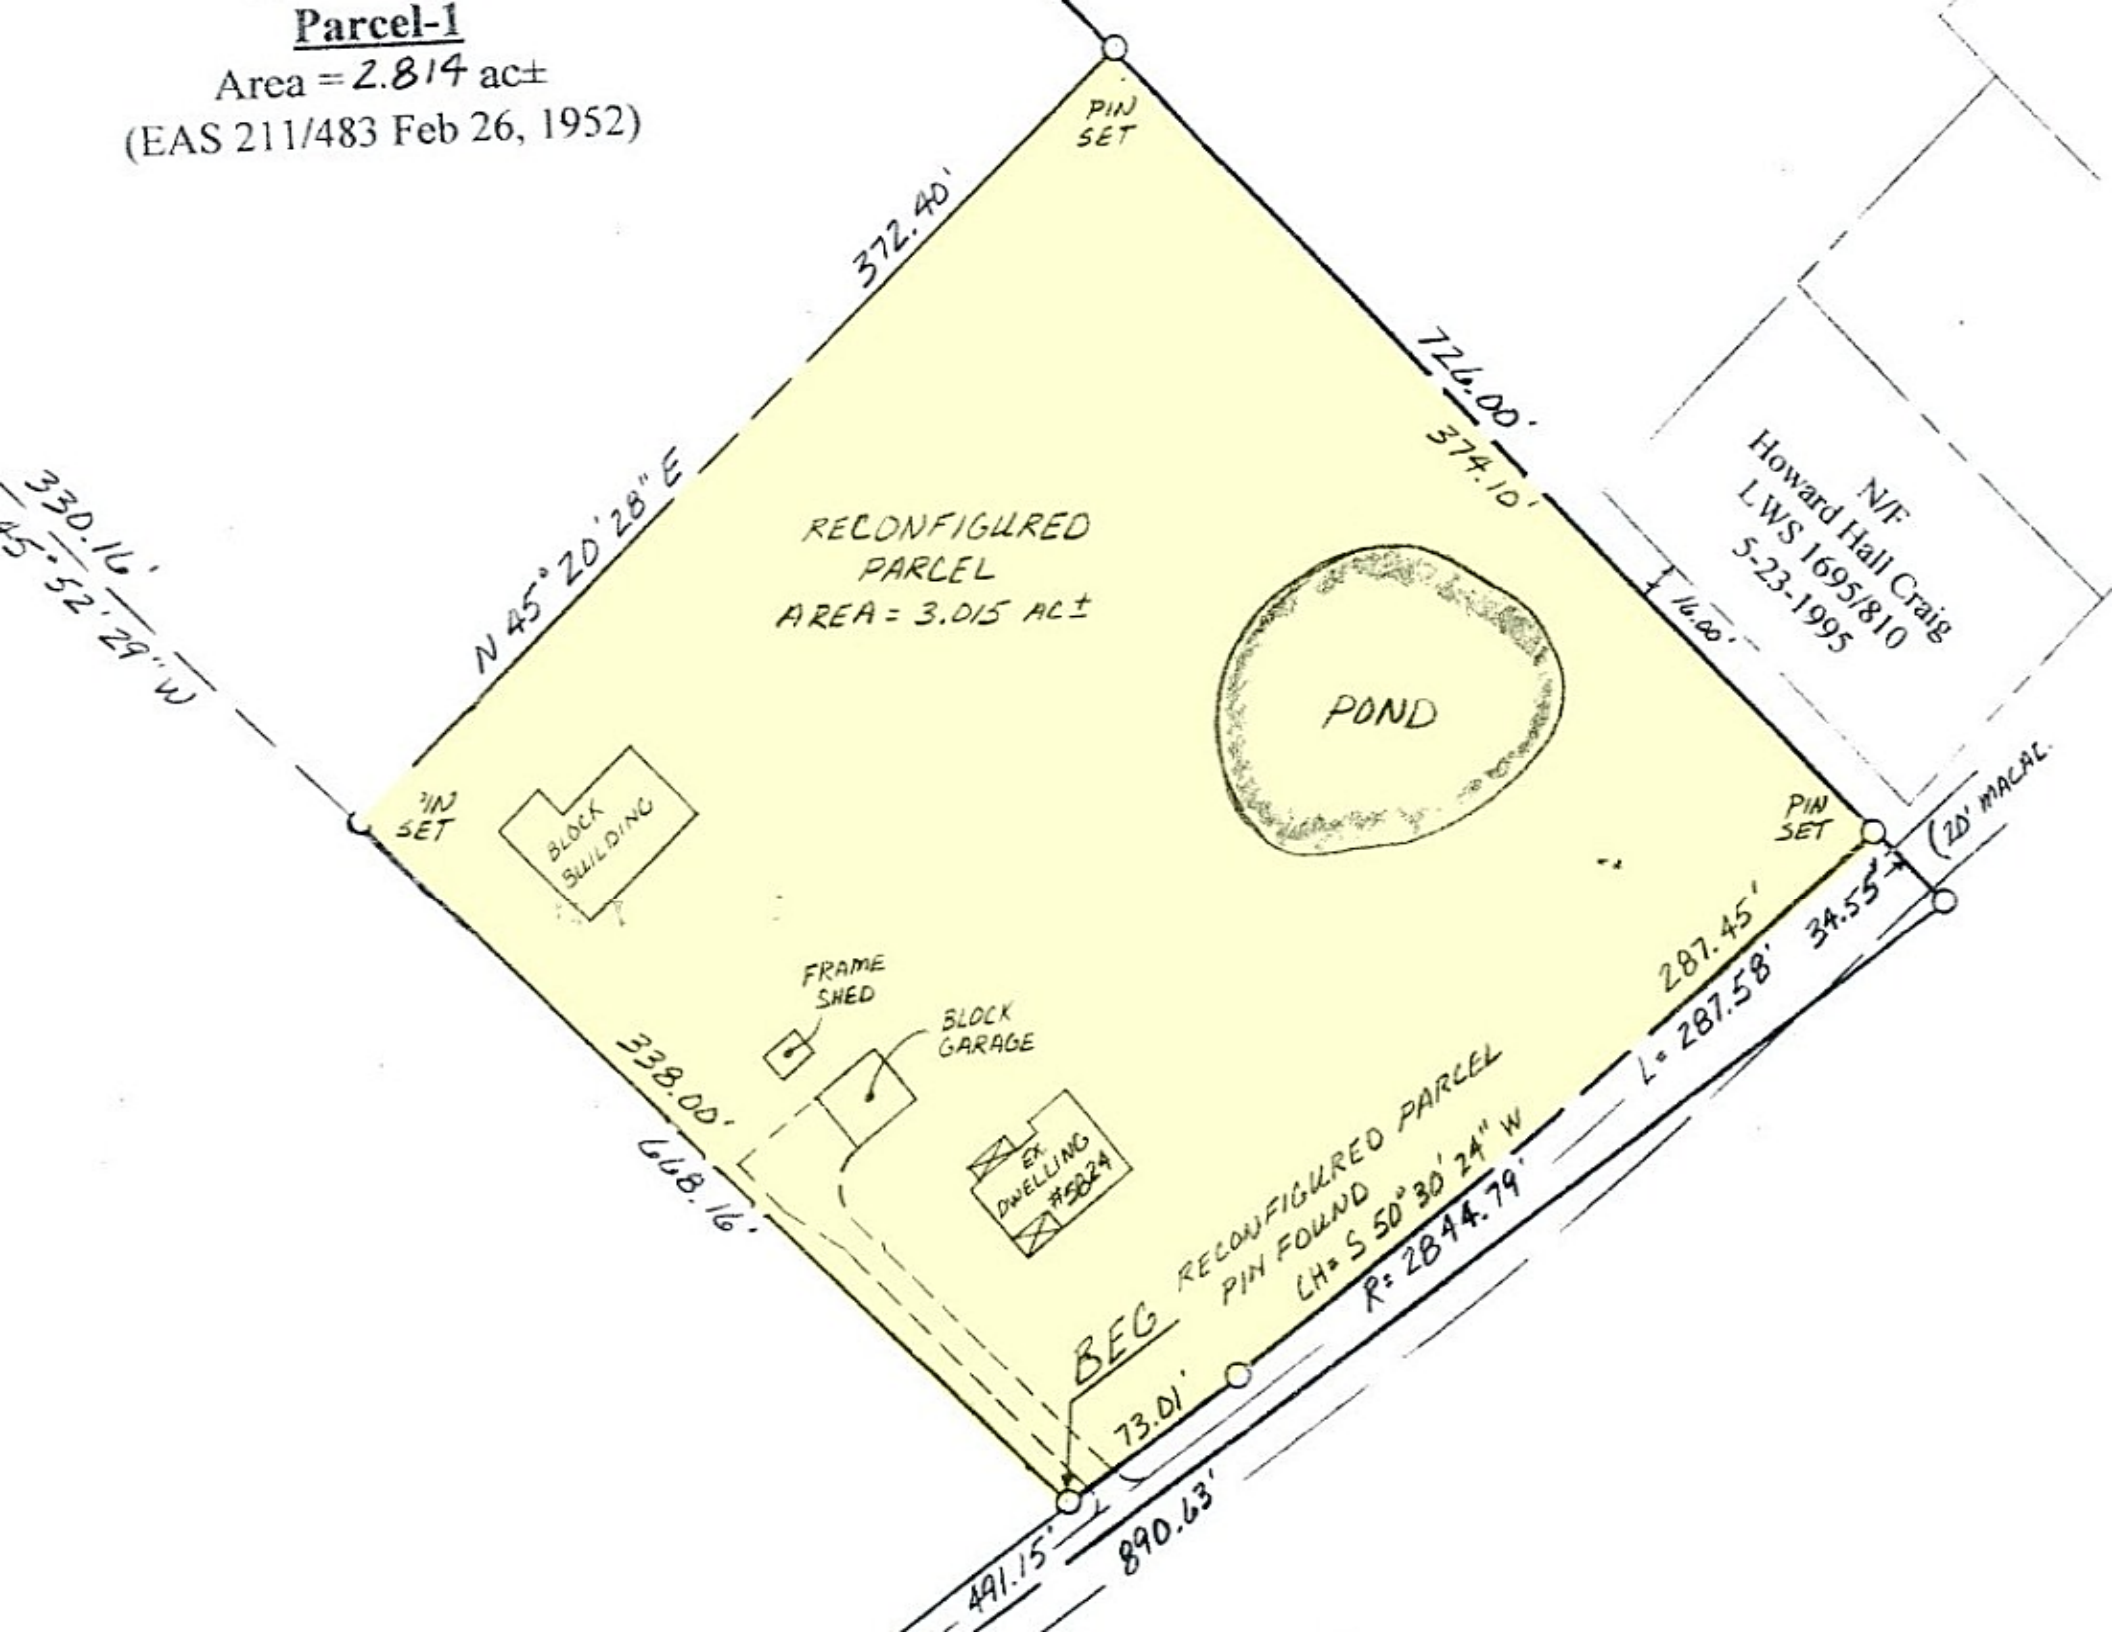 Parcel-1
Area = 2.814 ac±
(EAS 211/483 Feb 26, 1952)
PIN
SET
372.40'
726.00'
374.10'
N 45° 20' 28" E
330.16'
45° 52' 29" W
RECONFIGURED
PARCEL
AREA = 3.015 AC±
N/F
Howard Hall Craig
LWS 1695/810
5-23-1995
16.00'
POND
PIN
SET
BLOCK
BUILDING
PIN
SET
(20' MACAC.
34.55'
287.45'
L= 287.58'
FRAME
SHED
BLOCK
GARAGE
338.00'
668.16'
EX.
DWELLING
#5824
BEG
RECONFIGURED PARCEL
PIN FOUND
CH= S 50° 30' 24" W
R= 2844.79'
73.01'
491.15'
890.63'